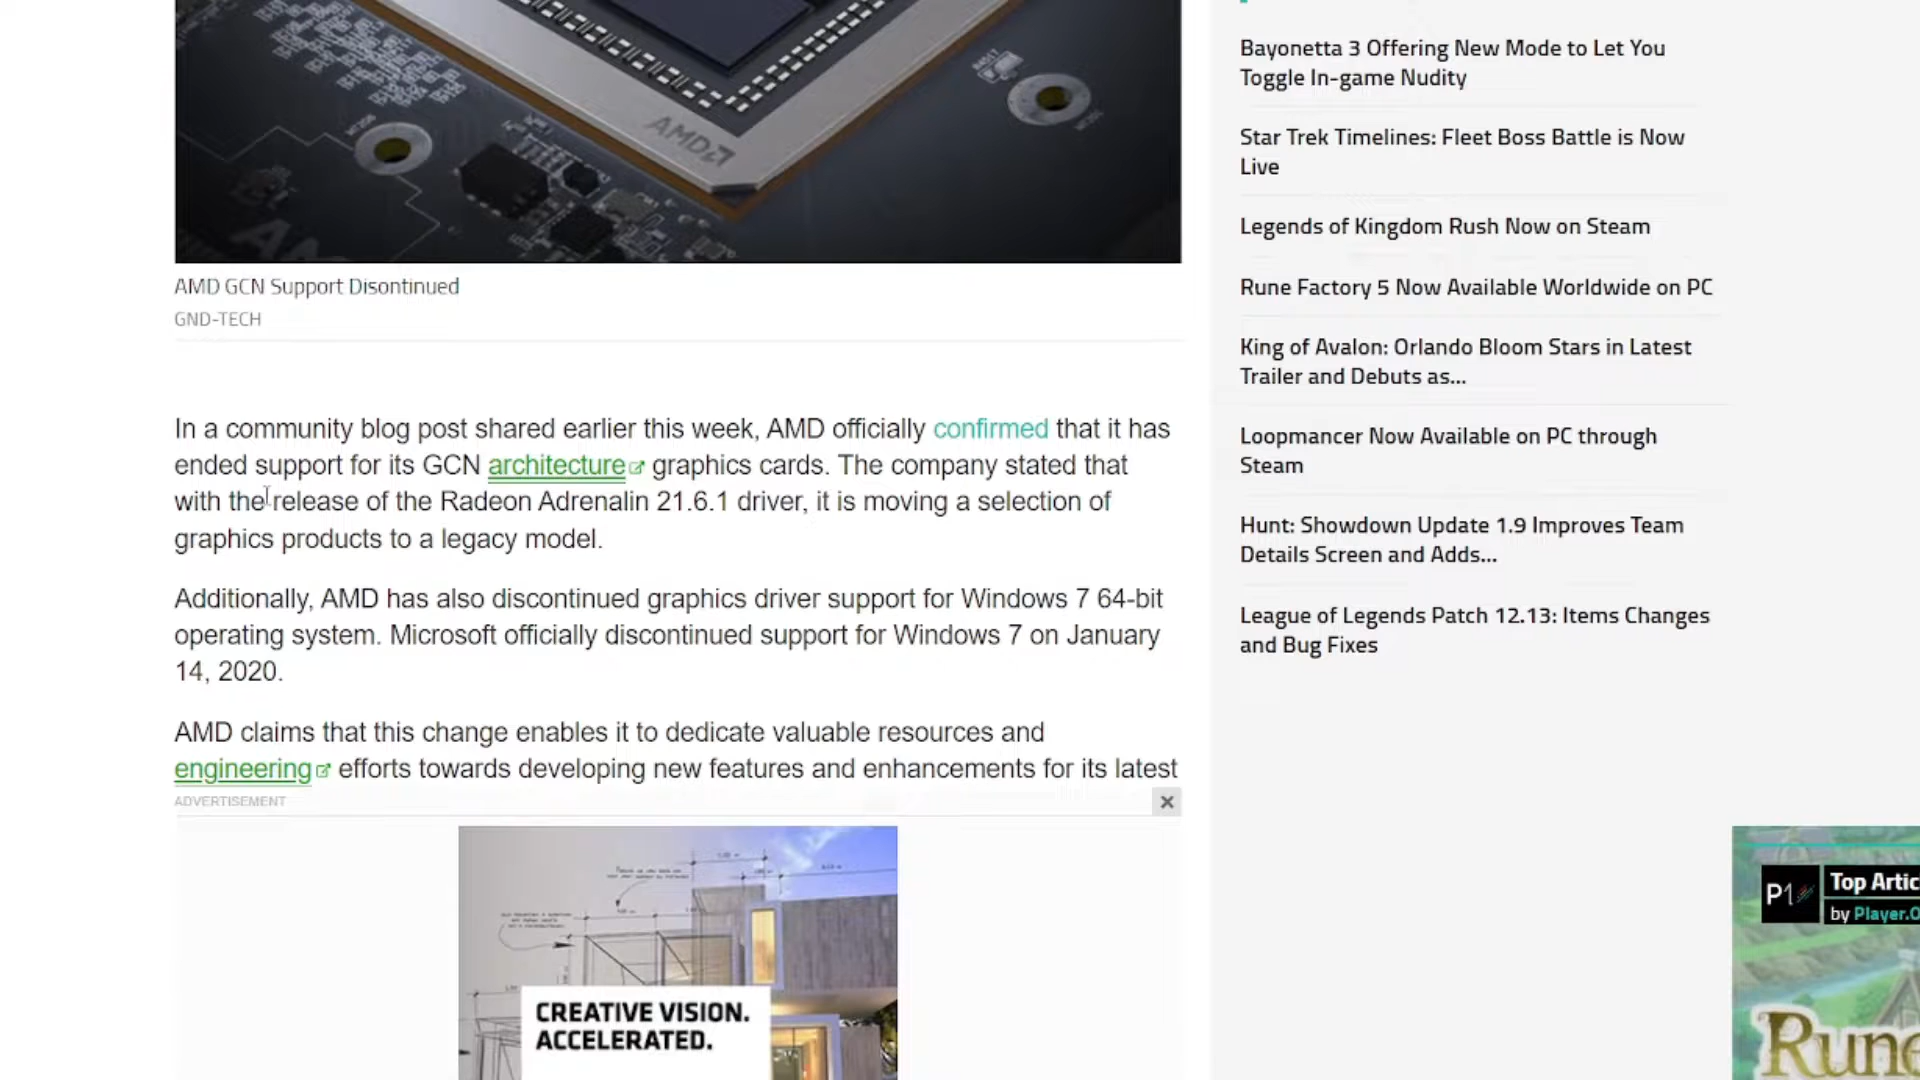 AMD
AMD GCN Support Disontinued
GND-TECH
In a community blog post shared earlier this week, AMD officially confirmed that it has
ended support for its GCN architecture graphics cards. The company stated that
with the release of the Radeon Adrenalin 21.6.1 driver, it is moving a selection of
graphics products to a legacy model.
Additionally, AMD has also discontinued graphics driver support for Windows 7 64-bit
operating system. Microsoft officially discontinued support for Windows 7 on January
14, 2020.
AMD claims that this change enables it to dedicate valuable resources and
engineering efforts towards developing new features and enhancements for its latest
ADVERTISEMENT
CREATIVE VISION.
ACCELERATED.
Bayonetta 3 Offering New Mode to Let You
Toggle In-game Nudity
Star Trek Timelines: Fleet Boss Battle is Now
Live
Legends of Kingdom Rush Now on Steam
Rune Factory 5 Now Available Worldwide on PC
King of Avalon: Orlando Bloom Stars in Latest
Trailer and Debuts as...
Loopmancer Now Available on PC through
Steam
Hunt: Showdown Update 1.9 Improves Team
Details Screen and Adds...
League of Legends Patch 12.13: Items Changes
and Bug Fixes
P1
Top Artic
by Player.O
Rune